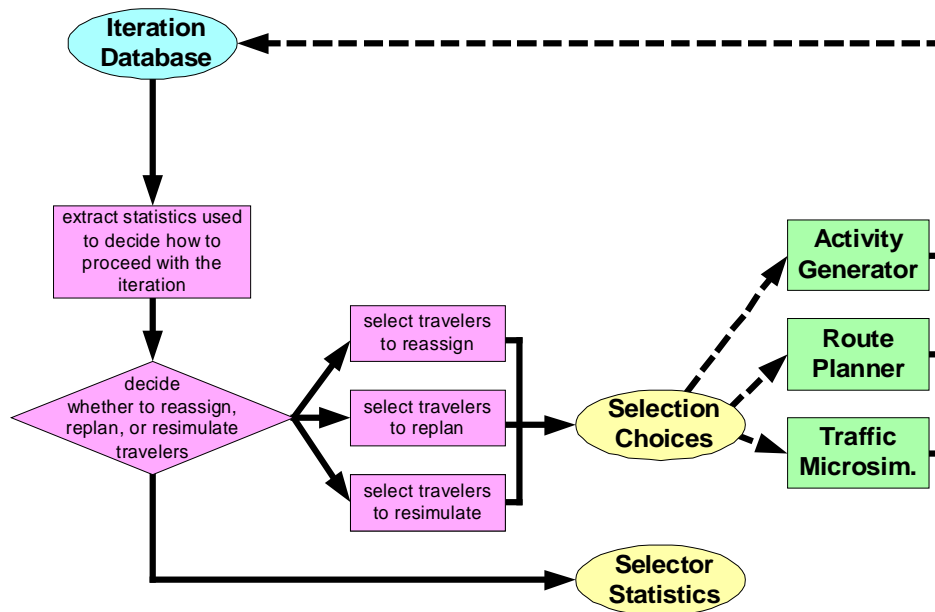 Iteration
Database
extract statistics used
to decide how to
proceed with the
iteration
decide
whether to reassign,
replan, or resimulate
travelers
select travelers
to reassign
select travelers
to replan
select travelers
to resimulate
Selection
Choices
Activity
Generator
Route
Planner
Traffic
Microsim.
Selector
Statistics